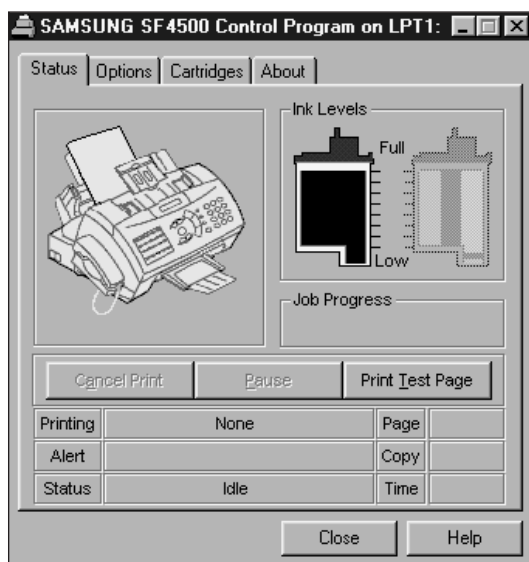 SAMSUNG SF4500 Control Program on LPT1:
Status Options Cartridges About
Ink Levels
Full
Low
Job Progress
Cancel Print Pause Print Test Page
Printing None Page
Alert Copy
Status Idle Time
Close Help